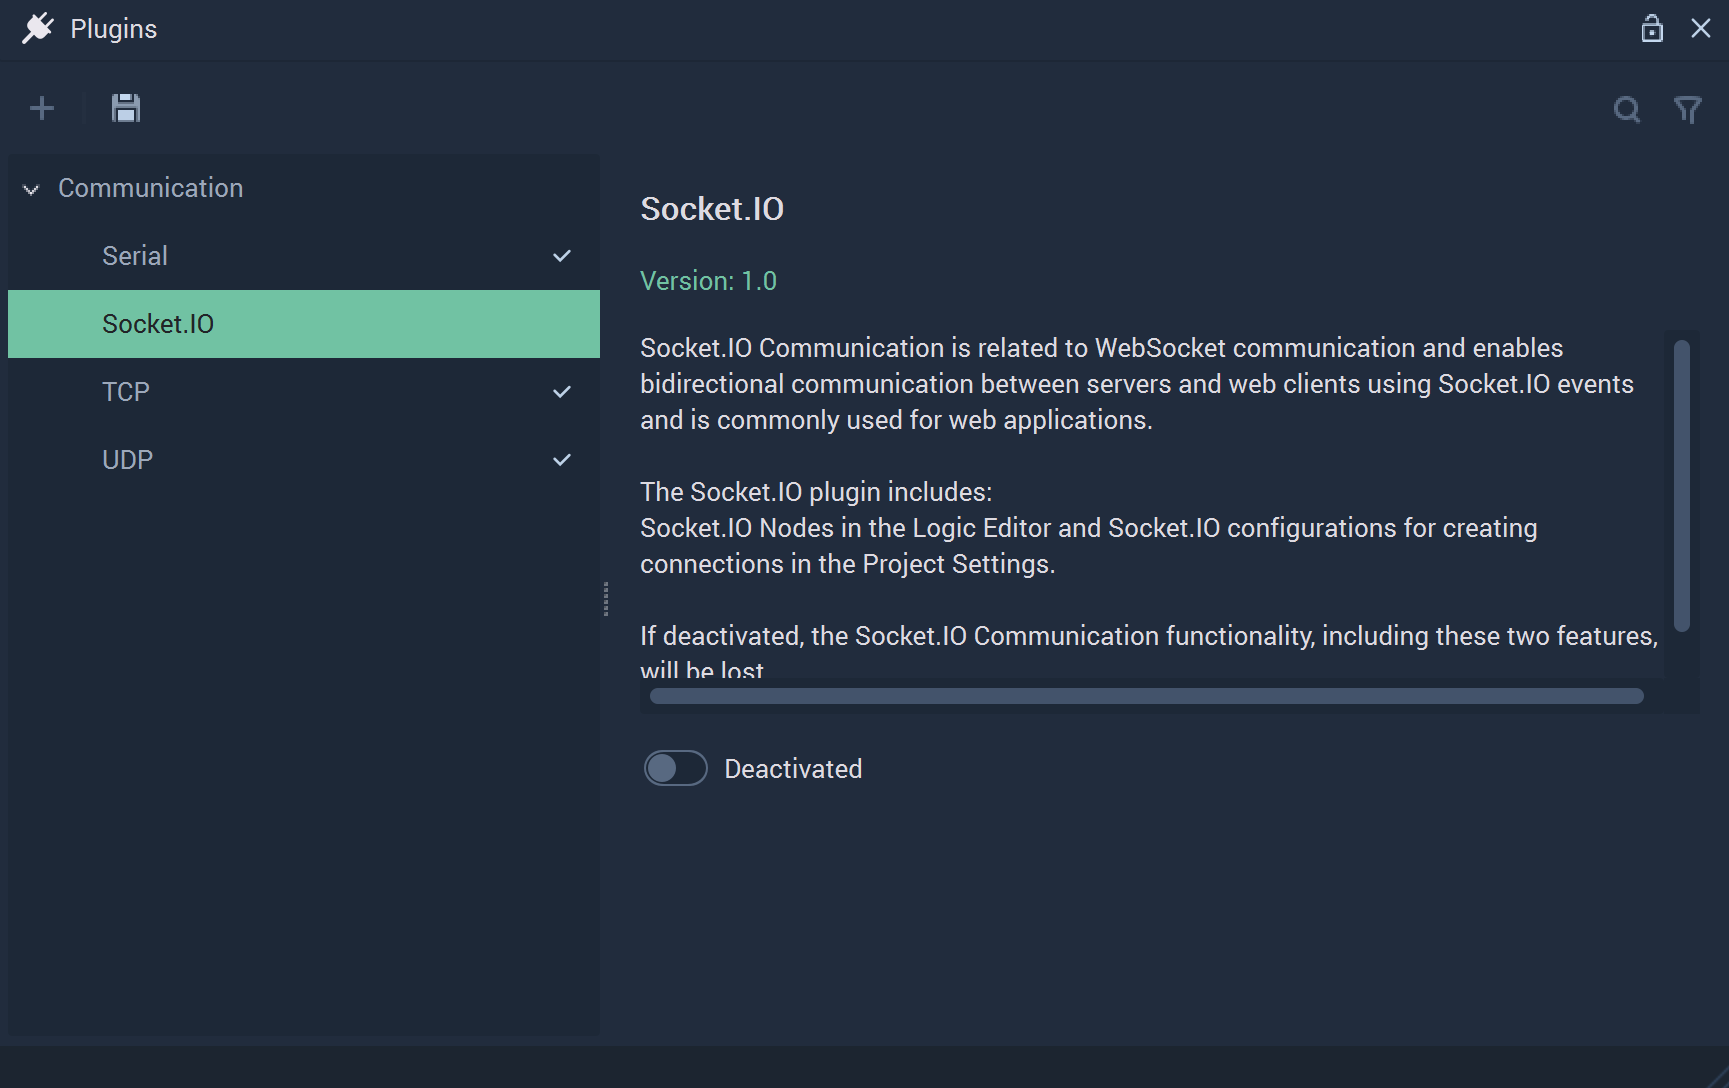 Plugins
Communication
Serial
Socket.IO
TCP
UDP
Socket.IO
Version: 1.0
Socket.IO Communication is related to WebSocket communication and enables
bidirectional communication between servers and web clients using Socket.IO events
and is commonly used for web applications.
The Socket.IO plugin includes:
Socket.IO Nodes in the Logic Editor and Socket.IO configurations for creating
connections in the Project Settings.
If deactivated, the Socket.IO Communication functionality, including these two features,
will be lost
Deactivated